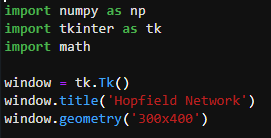 import numpy as np
import tkinter as tk
import math
window = tk.Tk()
window.title('Hopfield Network')
window.geometry('300x400')